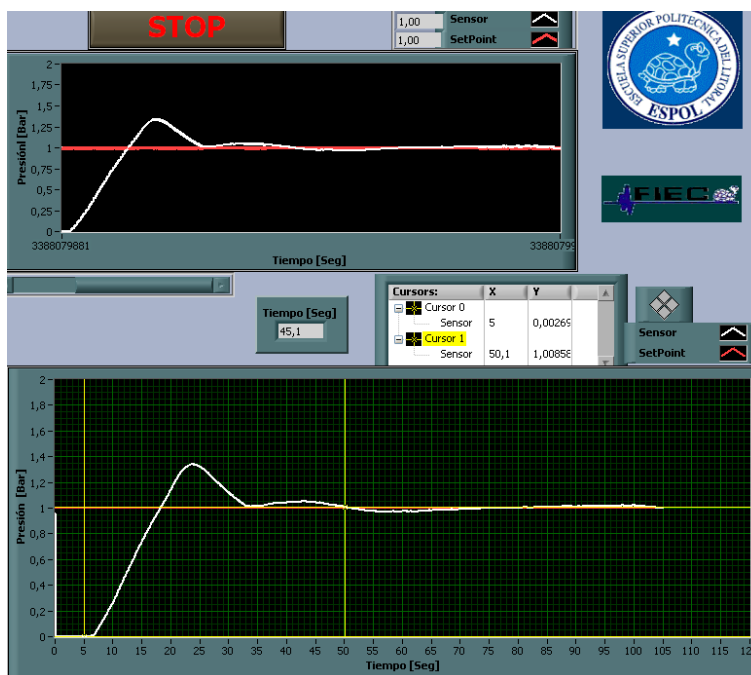 STOP
1,00 Sensor
1,00 SetPoint
2
1,75
1,5
1,25
1
0,75
0,5
0,25
0
Presiónl [Bar]
3388079881 33880799
Tiempo [Seg]
ESCUELA SUPERIOR POLITECNICA DEL LITORAL
ESPOL
FIEC
Tiempo [Seg]
45,1
Cursors: X Y
Cursor 0
Sensor 5 0,00269
Cursor 1
Sensor 50,1 1,00858
Sensor
SetPoint
2
1,8
1,6
1,4
1,2
1
0,8
0,6
0,4
0,2
0
Presión [Bar]
0 5 10 15 20 25 30 35 40 45 50 55 60 65 70 75 80 85 90 95 100 105 110 115 120
Tiempo [Seg]